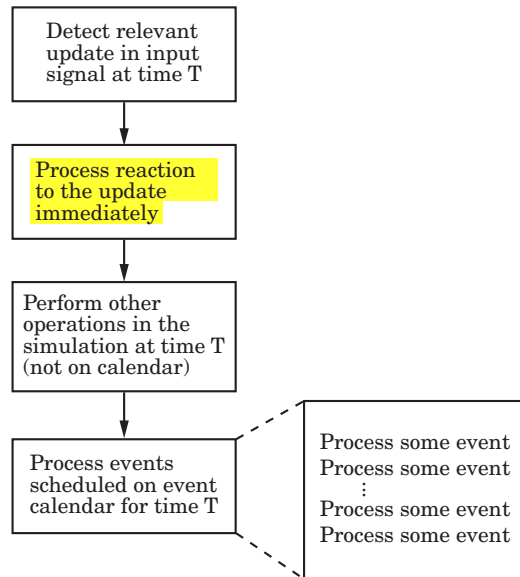 Detect relevant
update in input
signal at time T
Process reaction
to the update
immediately
Perform other
operations in the
simulation at time T
(not on calendar)
Process events
scheduled on event
calendar for time T
Process some event
Process some event
⋮
Process some event
Process some event